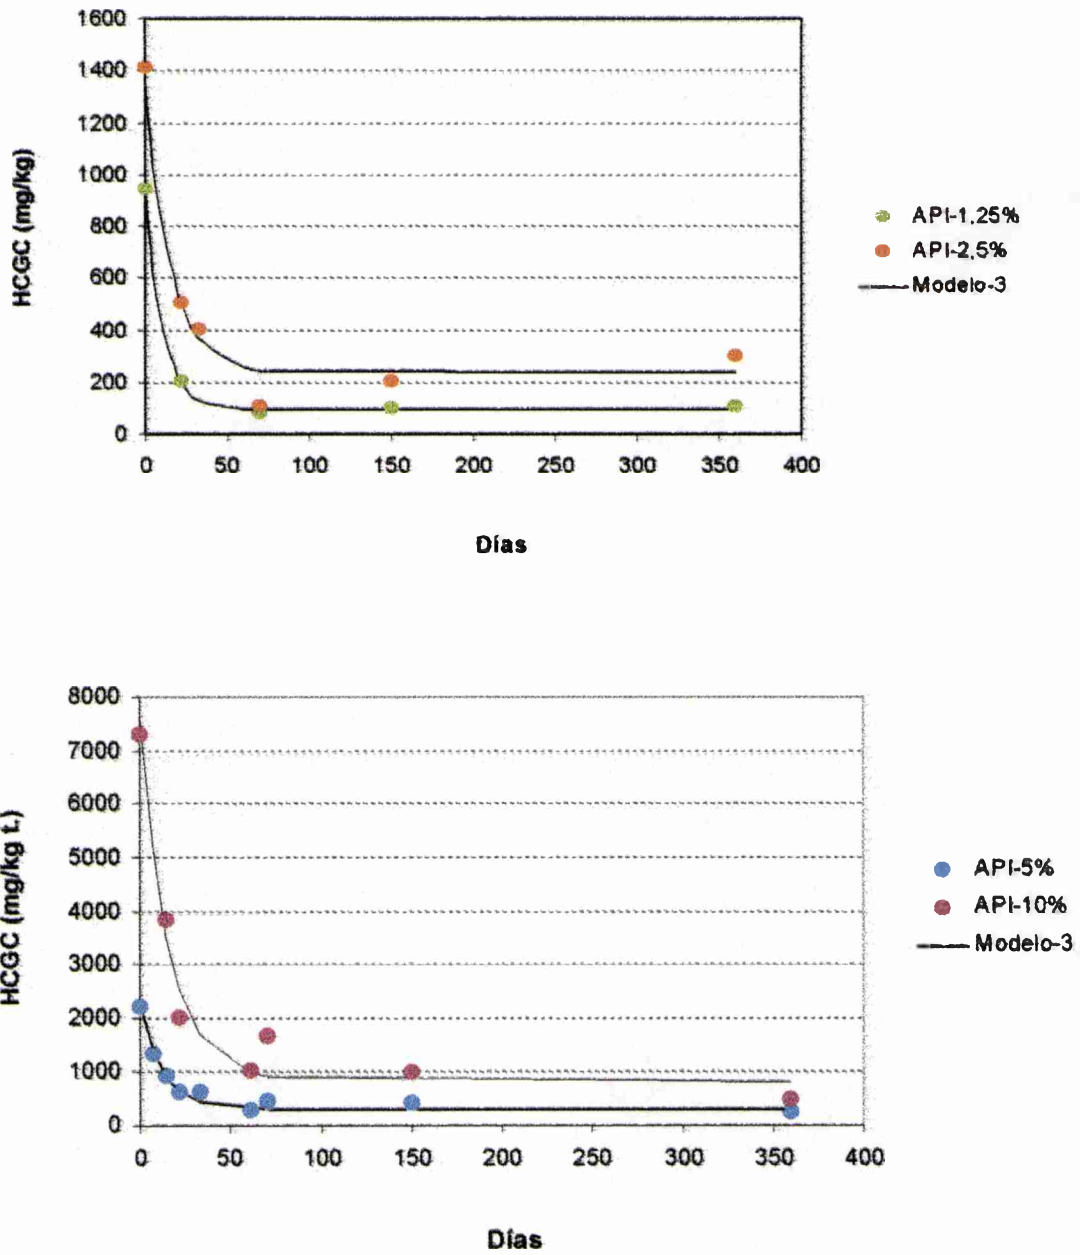 1600
1400
1200
1000
800
600
400
200
0
HCGC (mg/kg)
0 50 100 150 200 250 300 350 400
Días
API-1,25%
API-2,5%
Modelo-3
8000
7000
6000
5000
4000
3000
2000
1000
0
HCGC (mg/kg t.)
0 50 100 150 200 250 300 350 400
Días
API-5%
API-10%
Modelo-3